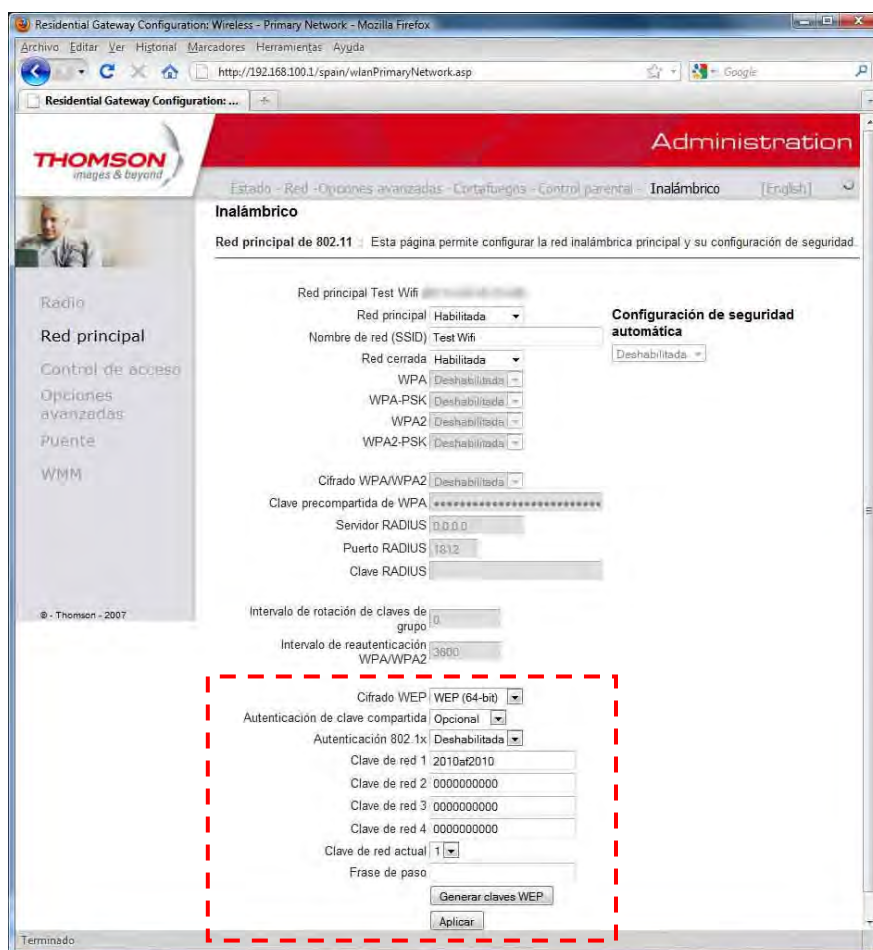 Residential Gateway Configuration: Wireless - Primary Network - Mozilla Firefox
Archivo Editar Ver Historial Marcadores Herramientas Ayuda
http://192.168.100.1/spain/wlanPrimaryNetwork.asp
Google
Residential Gateway Configuration: ...
THOMSON
images & beyond
Administration
Estado - Red -Opciones avanzadas - Cortafuegos - Control parental - Inalámbrico [English]
Inalámbrico
Red principal de 802.11 : Esta página permite configurar la red inalámbrica principal y su configuración de seguridad.
Radio
Red principal
Control de acceso
Opciones
avanzadas
Puente
WMM
© - Thomson - 2007
Red principal Test Wifi
Red principal Habilitada
Nombre de red (SSID) Test Wifi
Red cerrada Habilitada
WPA Deshabilitada
WPA-PSK Deshabilitada
WPA2 Deshabilitada
WPA2-PSK Deshabilitada
Configuración de seguridad
automática
Deshabilitada
Cifrado WPA/WPA2 Deshabilitada
Clave precompartida de WPA **************************
Servidor RADIUS 0.0.0.0
Puerto RADIUS 1812
Clave RADIUS
Intervalo de rotación de claves de
grupo 0
Intervalo de reautenticación
WPA/WPA2 3600
Cifrado WEP WEP (64-bit)
Autenticación de clave compartida Opcional
Autenticación 802.1x Deshabilitada
Clave de red 1 2010af2010
Clave de red 2 0000000000
Clave de red 3 0000000000
Clave de red 4 0000000000
Clave de red actual 1
Frase de paso
Generar claves WEP
Aplicar
Terminado